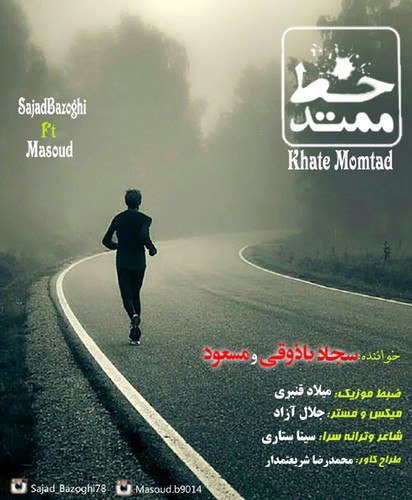 خط
ممتد
Khate Momtad
SajadBazoghi
Ft
Masoud
خواننده: سجاد باذوقی و مسعود
ضبط موزیک: میلاد قنبری
میکس و مستر: جلال آزاد
شاعر وترانه سرا: سینا ستاری
طراح کاور: محمدرضا شریعتمدار
Sajad_Bazoghi78
Masoud.b9014